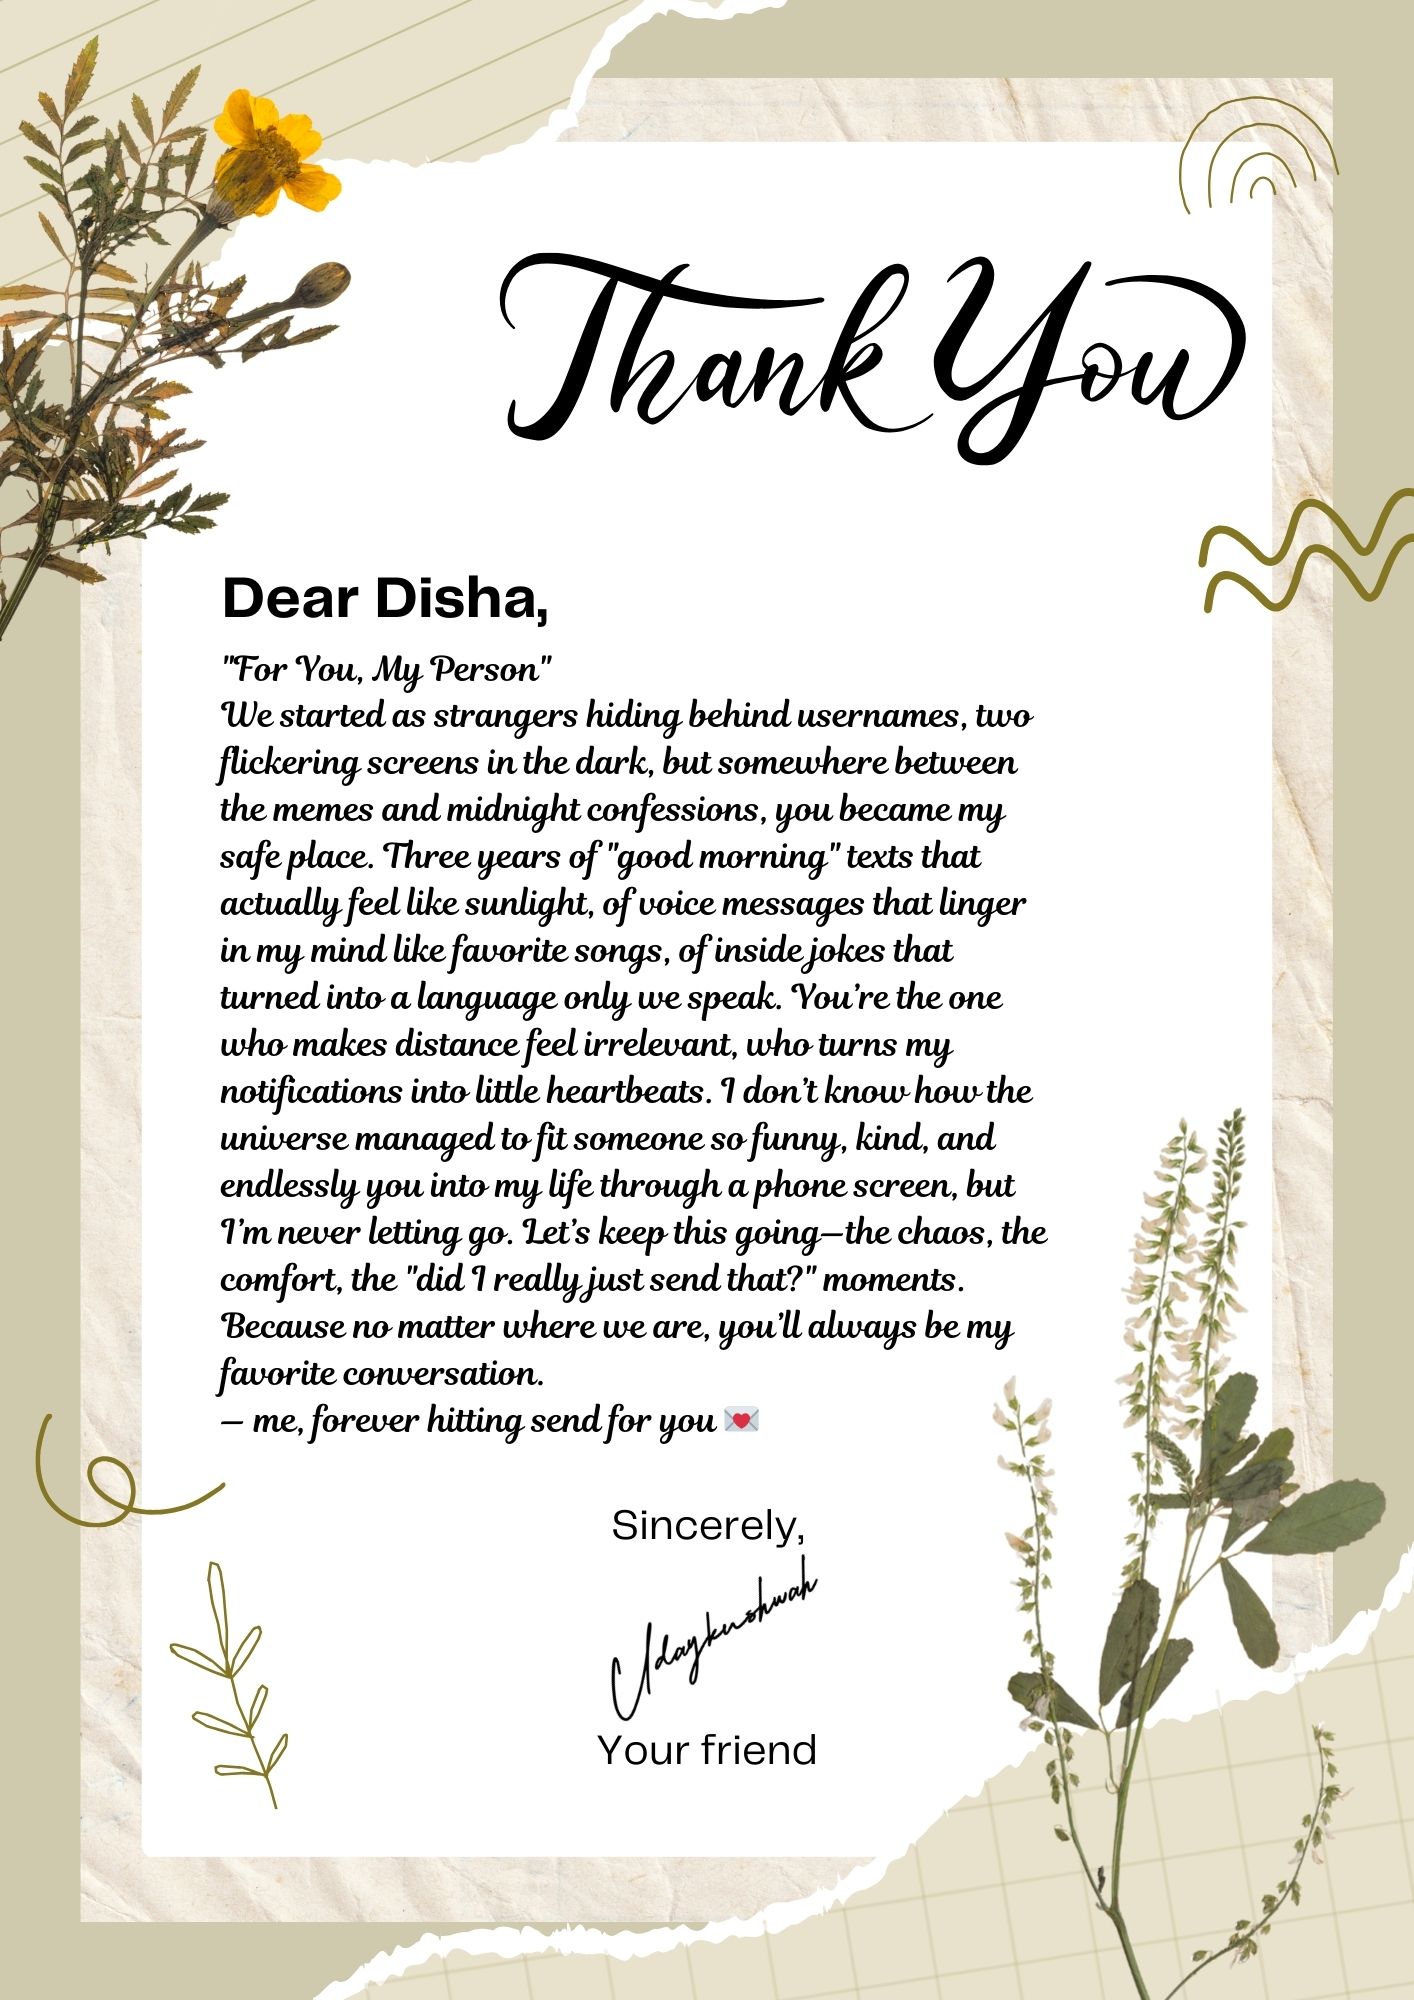 Thank You
Dear Disha,
"For You, My Person"
We started as strangers hiding behind usernames, two
flickering screens in the dark, but somewhere between
the memes and midnight confessions, you became my
safe place. Three years of "good morning" texts that
actually feel like sunlight, of voice messages that linger
in my mind like favorite songs, of inside jokes that
turned into a language only we speak. You’re the one
who makes distance feel irrelevant, who turns my
notifications into little heartbeats. I don’t know how the
universe managed to fit someone so funny, kind, and
endlessly you into my life through a phone screen, but
I’m never letting go. Let’s keep this going—the chaos, the
comfort, the "did I really just send that?" moments.
Because no matter where we are, you’ll always be my
favorite conversation.
— me, forever hitting send for you 💌
Sincerely,
Udaykushwah
Your friend